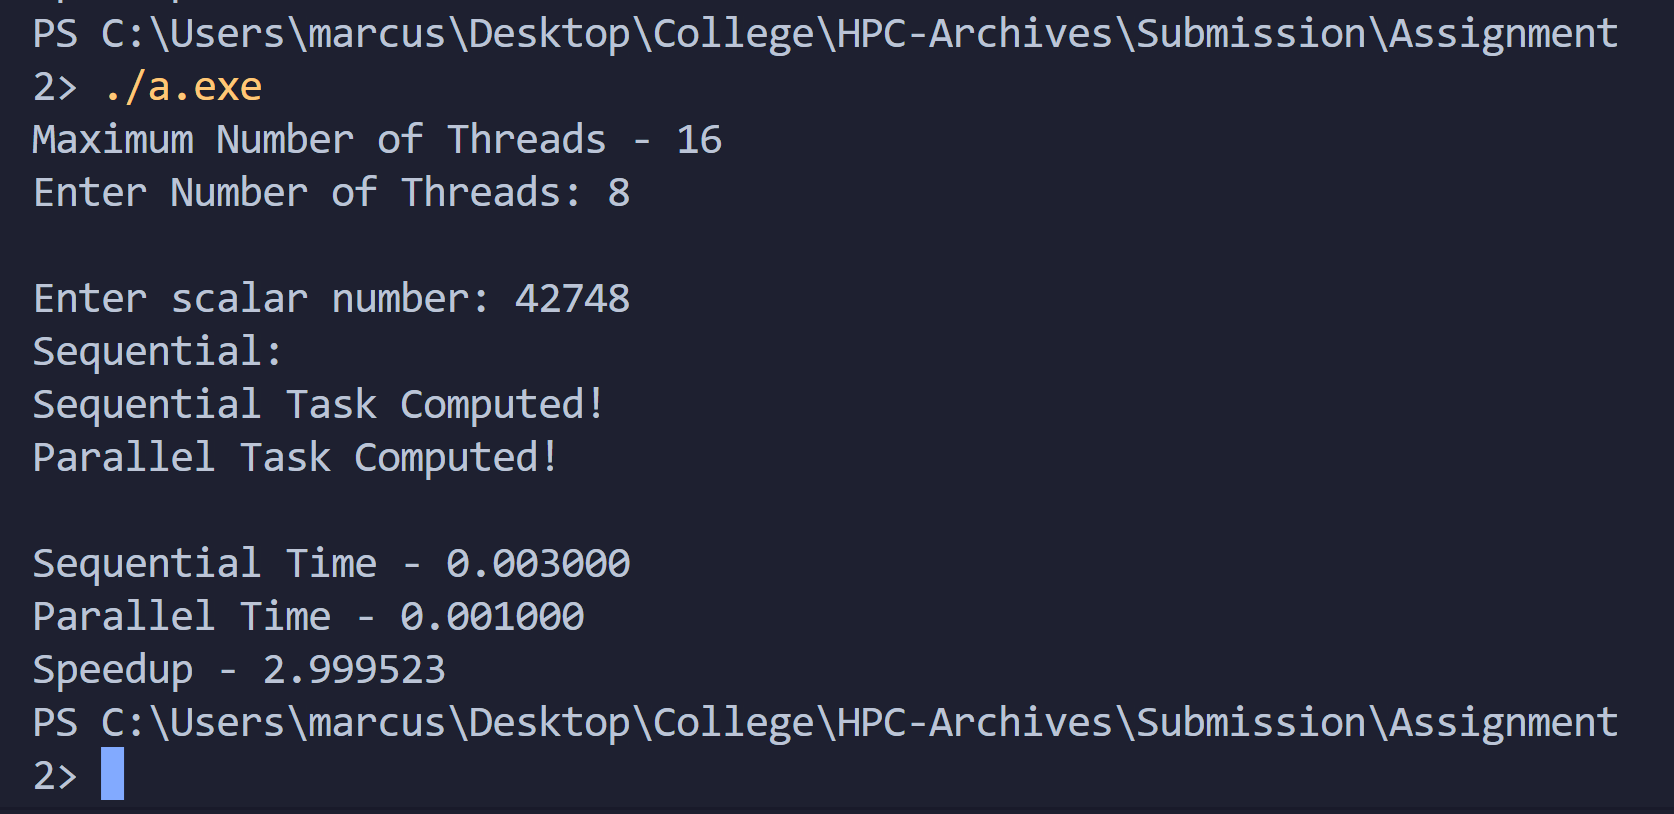 PS C:\Users\marcus\Desktop\College\HPC-Archives\Submission\Assignment
2> ./a.exe
Maximum Number of Threads - 16
Enter Number of Threads: 8
Enter scalar number: 42748
Sequential:
Sequential Task Computed!
Parallel Task Computed!
Sequential Time - 0.003000
Parallel Time - 0.001000
Speedup - 2.999523
PS C:\Users\marcus\Desktop\College\HPC-Archives\Submission\Assignment
2>